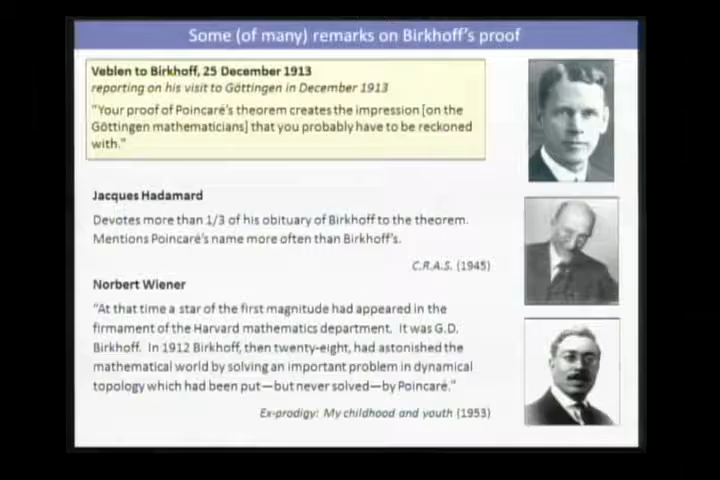 Some (of many) remarks on Birkhoff's proof
Veblen to Birkhoff, 25 December 1913
reporting on his visit to Göttingen in December 1913
"Your proof of Poincaré's theorem creates the impression [on the
Göttingen mathematicians] that you probably have to be reckoned
with."
Jacques Hadamard
Devotes more than 1/3 of his obituary of Birkhoff to the theorem.
Mentions Poincaré's name more often than Birkhoff's.
C.R.A.S. (1945)
Norbert Wiener
"At that time a star of the first magnitude had appeared in the
firmament of the Harvard mathematics department. It was G.D.
Birkhoff. In 1912 Birkhoff, then twenty-eight, had astonished the
mathematical world by solving an important problem in dynamical
topology which had been put—but never solved—by Poincaré."
Ex-prodigy: My childhood and youth (1953)